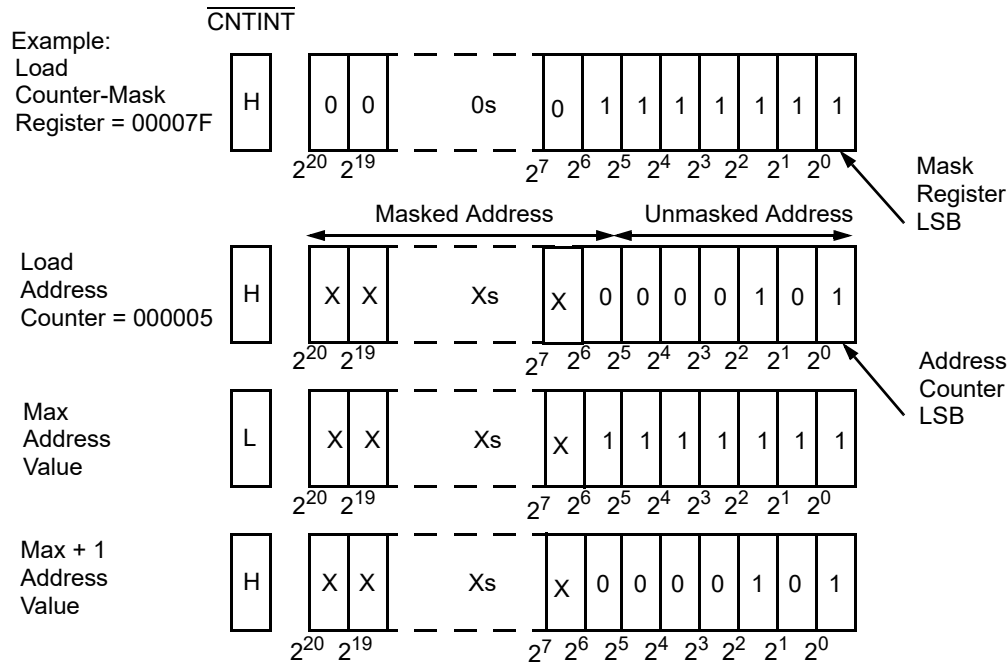 CNTINT
Example:
Load
Counter-Mask
Register = 00007F
H
0 0 0s 0 1 1 1 1 1 1 1
2^20 2^19 2^7 2^6 2^5 2^4 2^3 2^2 2^1 2^0
Mask
Register
LSB
Masked Address Unmasked Address
Load
Address
Counter = 000005
H
X X Xs X 0 0 0 0 1 0 1
2^20 2^19 2^7 2^6 2^5 2^4 2^3 2^2 2^1 2^0
Address
Counter
LSB
Max
Address
Value
L
X X Xs X 1 1 1 1 1 1 1
2^20 2^19 2^7 2^6 2^5 2^4 2^3 2^2 2^1 2^0
Max + 1
Address
Value
H
X X Xs X 0 0 0 0 1 0 1
2^20 2^19 2^7 2^6 2^5 2^4 2^3 2^2 2^1 2^0